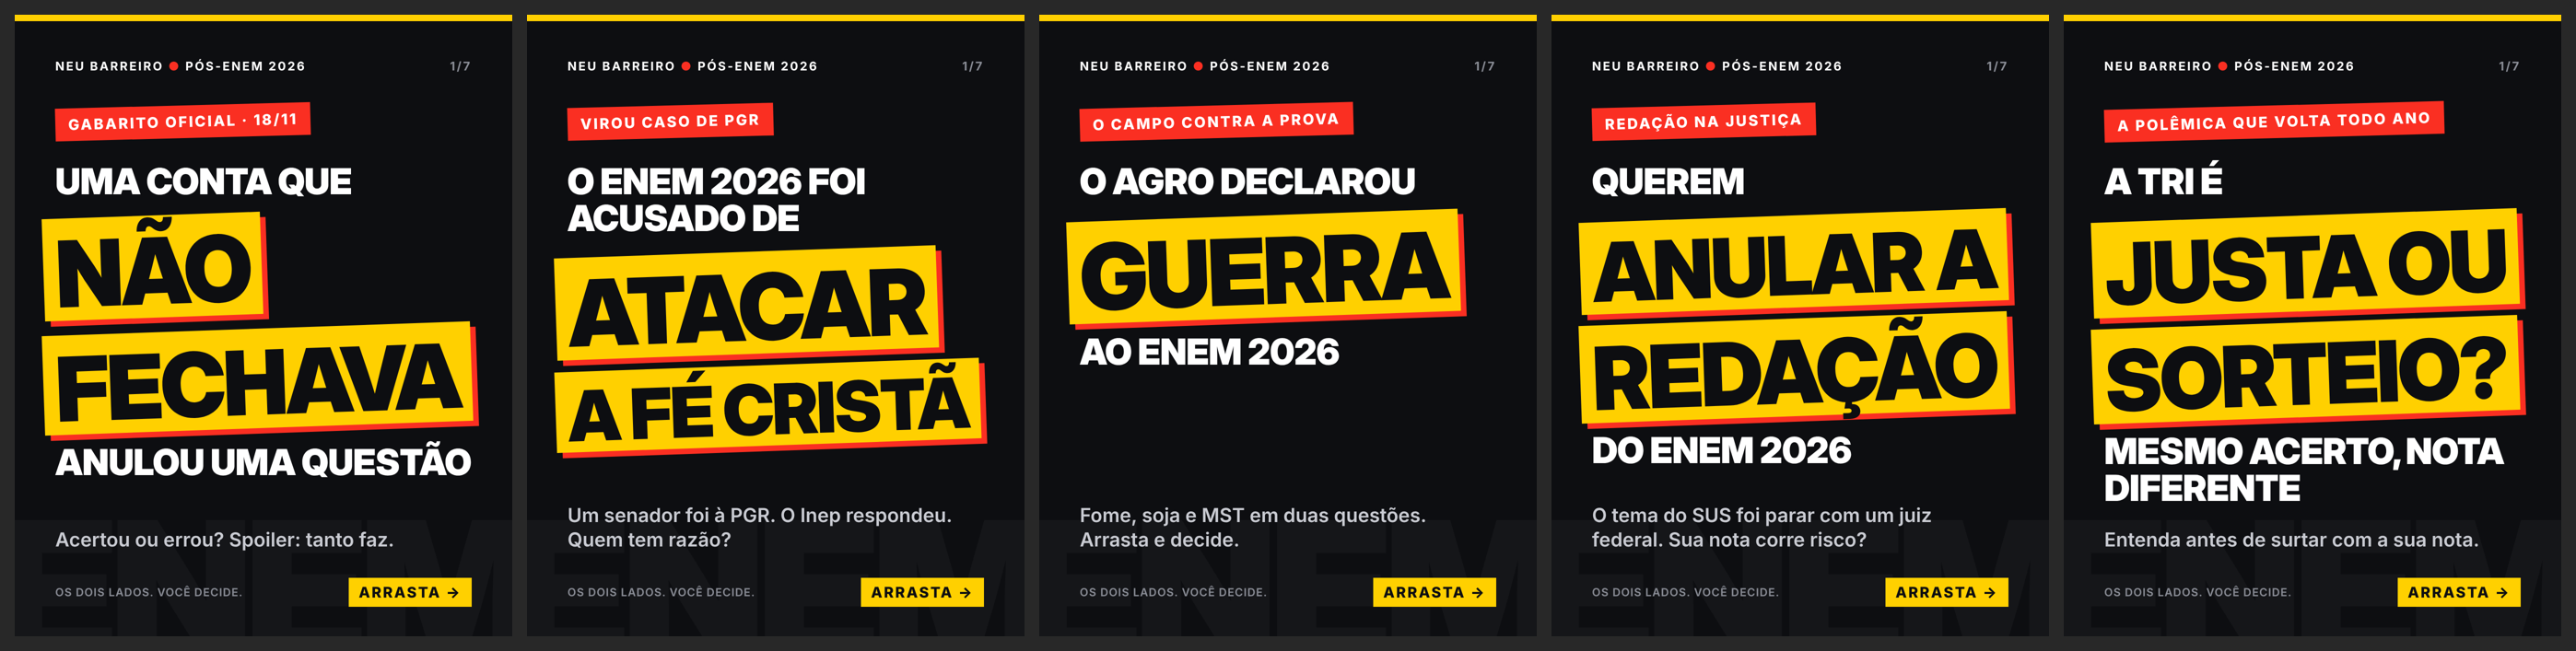 NEU BARREIRO ● PÓS-ENEM 2026
1/7
GABARITO OFICIAL · 18/11
UMA CONTA QUE
NÃO
FECHAVA
ANULOU UMA QUESTÃO
Acertou ou errou? Spoiler: tanto faz.
OS DOIS LADOS. VOCÊ DECIDE.
ARRASTA →
ENEM
NEU BARREIRO ● PÓS-ENEM 2026
1/7
VIROU CASO DE PGR
O ENEM 2026 FOI
ACUSADO DE
ATACAR
A FÉ CRISTÃ
Um senador foi à PGR. O Inep respondeu.
Quem tem razão?
OS DOIS LADOS. VOCÊ DECIDE.
ARRASTA →
ENEM
NEU BARREIRO ● PÓS-ENEM 2026
1/7
O CAMPO CONTRA A PROVA
O AGRO DECLAROU
GUERRA
AO ENEM 2026
Fome, soja e MST em duas questões.
Arrasta e decide.
OS DOIS LADOS. VOCÊ DECIDE.
ARRASTA →
ENEM
NEU BARREIRO ● PÓS-ENEM 2026
1/7
REDAÇÃO NA JUSTIÇA
QUEREM
ANULAR A
REDAÇÃO
DO ENEM 2026
O tema do SUS foi parar com um juiz
federal. Sua nota corre risco?
OS DOIS LADOS. VOCÊ DECIDE.
ARRASTA →
ENEM
NEU BARREIRO ● PÓS-ENEM 2026
1/7
A POLÊMICA QUE VOLTA TODO ANO
A TRI É
JUSTA OU
SORTEIO?
MESMO ACERTO, NOTA
DIFERENTE
Entenda antes de surtar com a sua nota.
OS DOIS LADOS. VOCÊ DECIDE.
ARRASTA →
ENEM